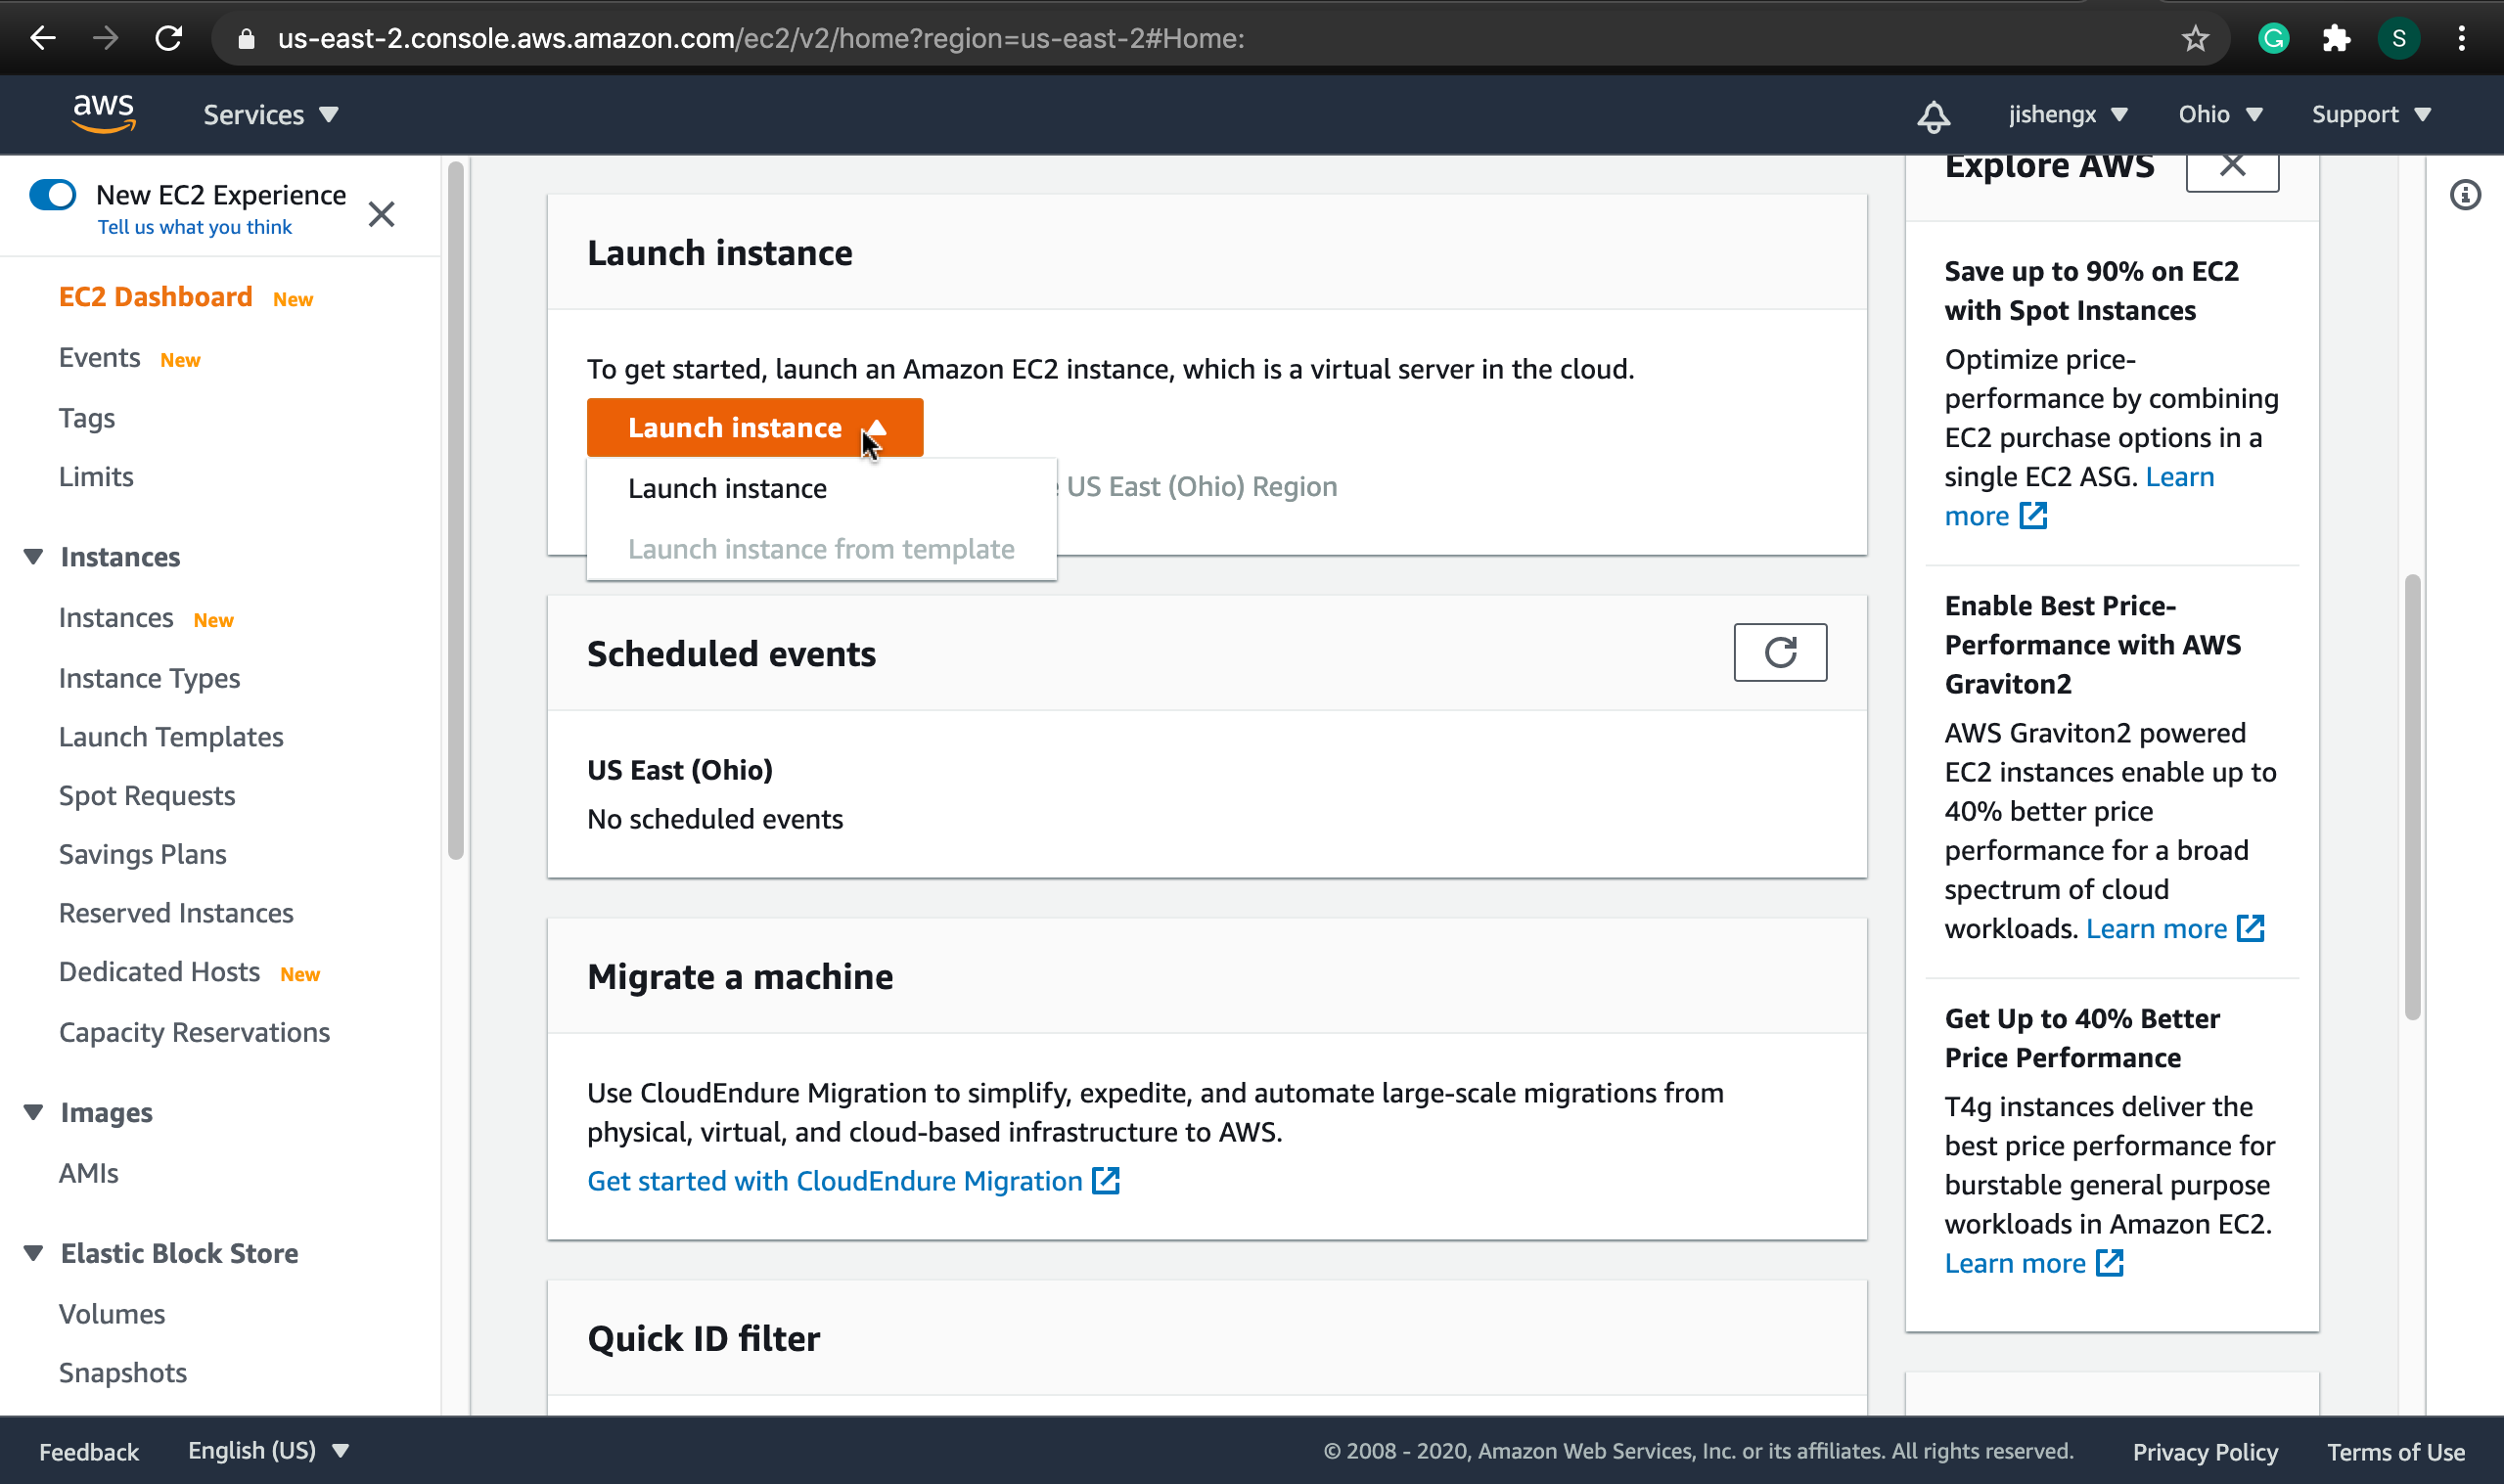 us-east-2.console.aws.amazon.com/ec2/v2/home?region=us-east-2#Home:
G
S
aws
Services
jishengx
Ohio
Support
New EC2 Experience
Tell us what you think
EC2 Dashboard New
Events New
Tags
Limits
Instances
Instances New
Instance Types
Launch Templates
Spot Requests
Savings Plans
Reserved Instances
Dedicated Hosts New
Capacity Reservations
Images
AMIs
Elastic Block Store
Volumes
Snapshots
Launch instance
To get started, launch an Amazon EC2 instance, which is a virtual server in the cloud.
Launch instance
Launch instance
US East (Ohio) Region
Launch instance from template
Scheduled events
US East (Ohio)
No scheduled events
Migrate a machine
Use CloudEndure Migration to simplify, expedite, and automate large-scale migrations from
physical, virtual, and cloud-based infrastructure to AWS.
Get started with CloudEndure Migration
Quick ID filter
Explore AWS
Save up to 90% on EC2
with Spot Instances
Optimize price-
performance by combining
EC2 purchase options in a
single EC2 ASG. Learn
more
Enable Best Price-
Performance with AWS
Graviton2
AWS Graviton2 powered
EC2 instances enable up to
40% better price
performance for a broad
spectrum of cloud
workloads. Learn more
Get Up to 40% Better
Price Performance
T4g instances deliver the
best price performance for
burstable general purpose
workloads in Amazon EC2.
Learn more
Feedback
English (US)
© 2008 - 2020, Amazon Web Services, Inc. or its affiliates. All rights reserved.
Privacy Policy
Terms of Use